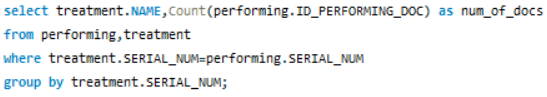 select treatment.NAME,Count(performing.ID_PERFORMING_DOC) as num_of_docs
from performing,treatment
where treatment.SERIAL_NUM=performing.SERIAL_NUM
group by treatment.SERIAL_NUM;